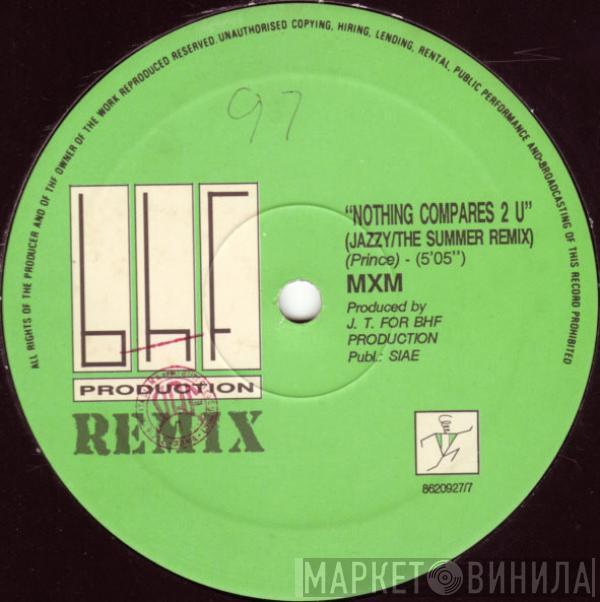 ALL RIGHTS OF THE PRODUCER AND OF THE OWNER OF THE WORK REPRODUCED RESERVED. UNAUTHORISED COPYING, HIRING, LENDING, RENTAL, PUBLIC PERFORMANCE AND BROADCASTING OF THIS RECORD PROHIBITED
97
bhf
PRODUCTION
REMIX
"NOTHING COMPARES 2 U"
(JAZZY/THE SUMMER REMIX)
(Prince) - (5'05")
MXM
Produced by
J. T. FOR BHF
PRODUCTION
Publ.: SIAE
8620927/7
МАРКЕТ ВИНИЛА